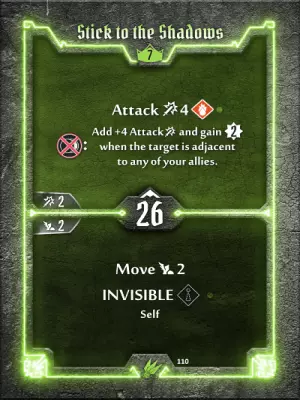 Stick to the Shadows
7
Attack 4
: Add +4 Attack and gain 2
when the target is adjacent
to any of your allies.
2
26
2
Move 2
INVISIBLE
Self
110